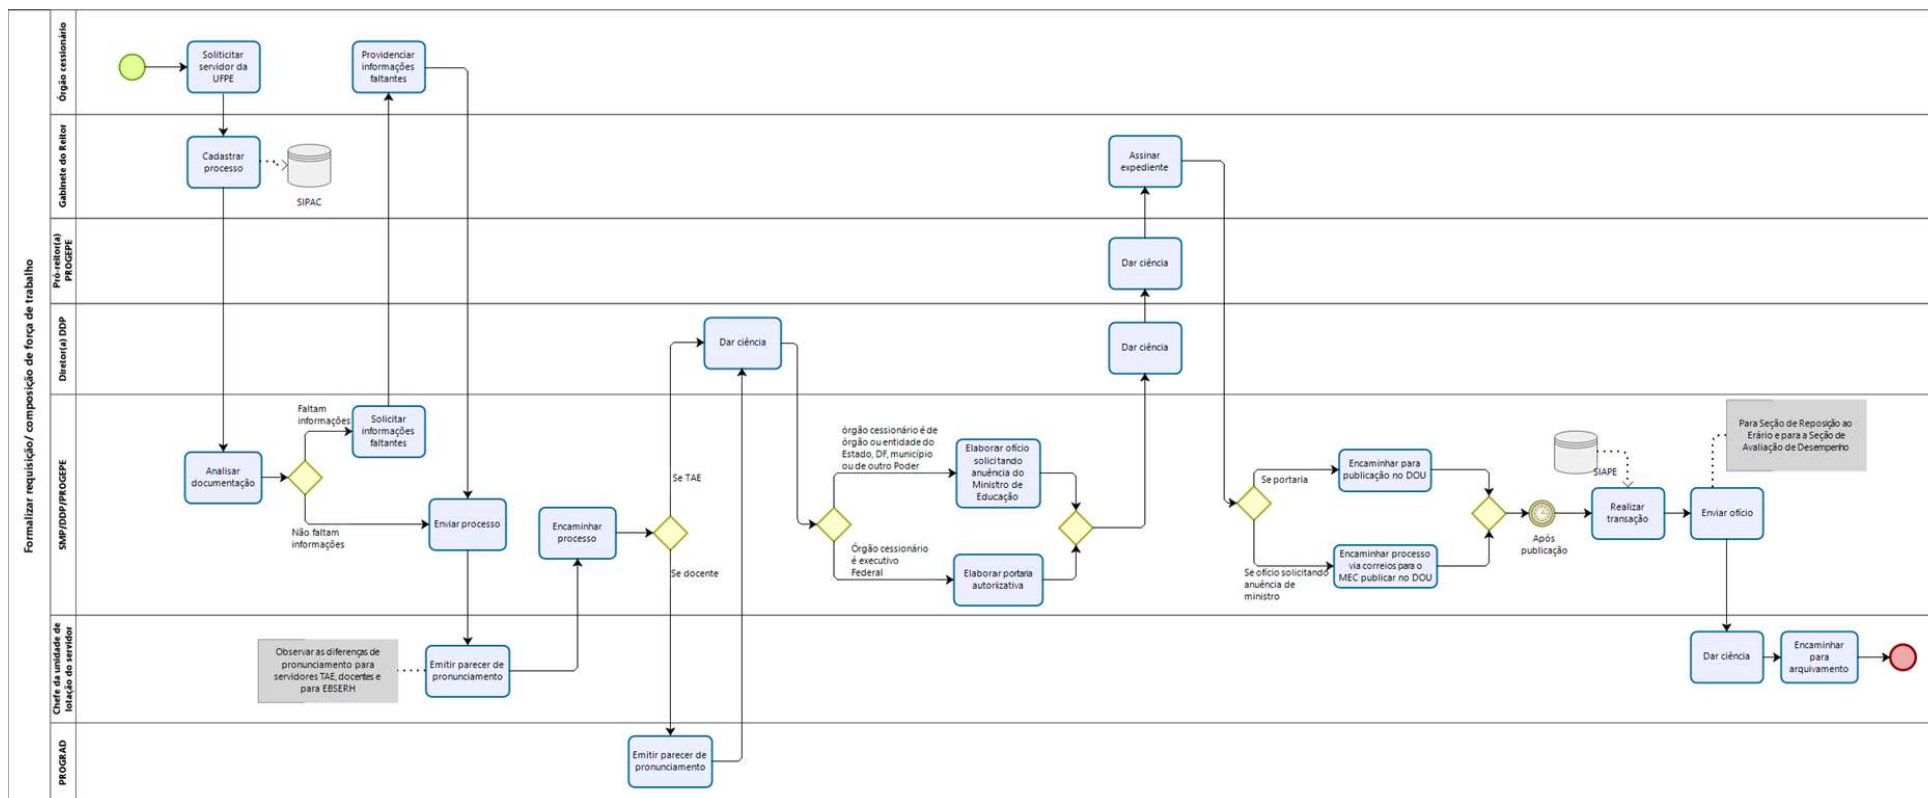 Formalizar requisição/ composição de força de trabalho
Órgão cessionário
Soliticitar
servidor da
UFPE
Providenciar
informações
faltantes
Gabinete do Reitor
Cadastrar
processo
SIPAC
Assinar
expediente
Pró-reitor(a)
PROGEPE
Dar ciência
Diretor(a) DDP
Dar ciência
Dar ciência
SMP/DDP/PROGEPE
Analisar
documentação
Faltam
informações
Solicitar
informações
faltantes
Não faltam
informações
Enviar processo
Encaminhar
processo
Se TAE
Se docente
órgão cessionário é de
órgão ou entidade do
Estado, DF, município
ou de outro Poder
Elaborar ofício
solicitando
anuência do
Ministro de
Educação
Órgão cessionário
é executivo
Federal
Elaborar portaria
autorizativa
Se portaria
Encaminhar para
publicação no DOU
Se ofício solicitando
anuência de
ministro
Encaminhar processo
via correios para o
MEC publicar no DOU
Após
publicação
SIAPE
Realizar
transação
Enviar ofício
Para Seção de Reposição ao
Erário e para a Seção de
Avaliação de Desempenho
Chefe da unidade de
lotação do servidor
Observar as diferenças de
pronunciamento para
servidores TAE, docentes e
para EBSERH
Emitir parecer de
pronunciamento
Dar ciência
Encaminhar
para
arquivamento
PROGRAD
Emitir parecer de
pronunciamento